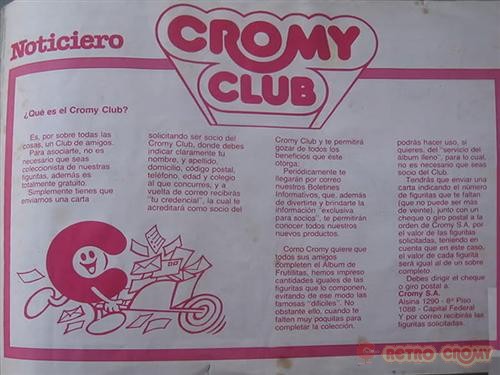 Noticiero
CROMY
CLUB
¿Qué es el Cromy Club?
Es, por sobre todas las
cosas, un Club de amigos.
Para asociarte, no es
necesario que seas
coleccionista de nuestras
figuritas, además es
totalmente gratuito.
Simplemente tienes que
enviarnos una carta
solicitando ser socio del
Cromy Club, donde debes
indicar claramente tú
nombre, y apellido,
domicilio, código postal,
teléfono, edad y colegio
al que concurres, y a
vuelta de correo recibirás
"tu credencial", la cual te
acreditará como socio del
Cromy Club y te permitirá
gozar de todos los
beneficios que éste
otorga.
Periódicamente te
llegarán por correo
nuestros Boletines
Informativos, que, además
de divertirte y brindarte la
información "exclusiva
para socios", te permitirán
conocer todos nuestros
nuevos productos.
Como Cromy quiere que
todos sus amigos
completen el Album de
Frutillitas, hemos impreso
cantidades iguales de las
figuritas que lo componen,
evitando de ese modo las
famosas "difíciles". No
obstante ello, cuando te
falten muy poquitas para
completar la colección,
podrás hacer uso, si
quieres, del "servicio del
álbum lleno", para lo cual,
no es necesario que seas
socio del Club.
Tendrás que enviar una
carta indicando el número
de figuritas que te faltan
(que no puede ser más
de veinte), junto con un
cheque o giro postal a la
orden de Cromy S.A. por
el valor de las figuritas
solicitadas, teniendo en
cuenta que en este caso,
el valor de cada figurita
será igual al de un sobre
completo
Debes dirigir el cheque
o giro postal a:
Cromy S.A.
Alsina 1290 - 6º Piso
1088 - Capital Federal
Y por correo recibirás las
figuritas solicitadas.
RETRO CROMY